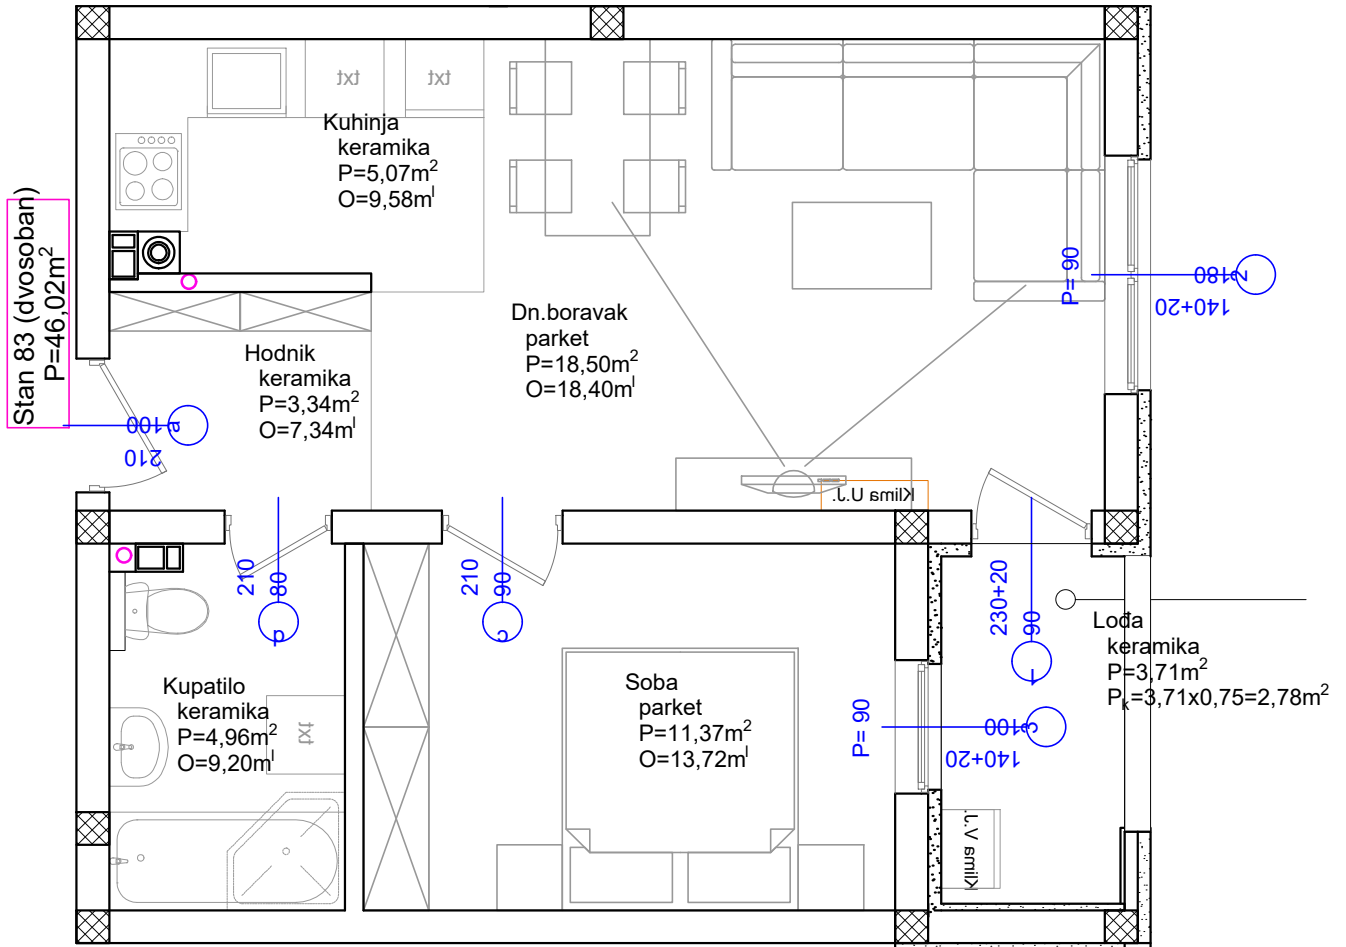 Stan 83 (dvosoban)
P=46,02m²
Kuhinja
keramika
P=5,07m²
O=9,58mˡ
txt
txt
Hodnik
keramika
P=3,34m²
O=7,34mˡ
Dn.boravak
parket
P=18,50m²
O=18,40mˡ
Kupatilo
keramika
P=4,96m²
O=9,20mˡ
txt
Soba
parket
P=11,37m²
O=13,72mˡ
Lođa
keramika
P=3,71m²
Pₖ=3,71x0,75=2,78m²
Klima U.J.
Klima V.J.
a
100
210
d
80
210
c
90
210
1
90
230+20
2
180
140+20
P= 90
3
100
140+20
P= 90